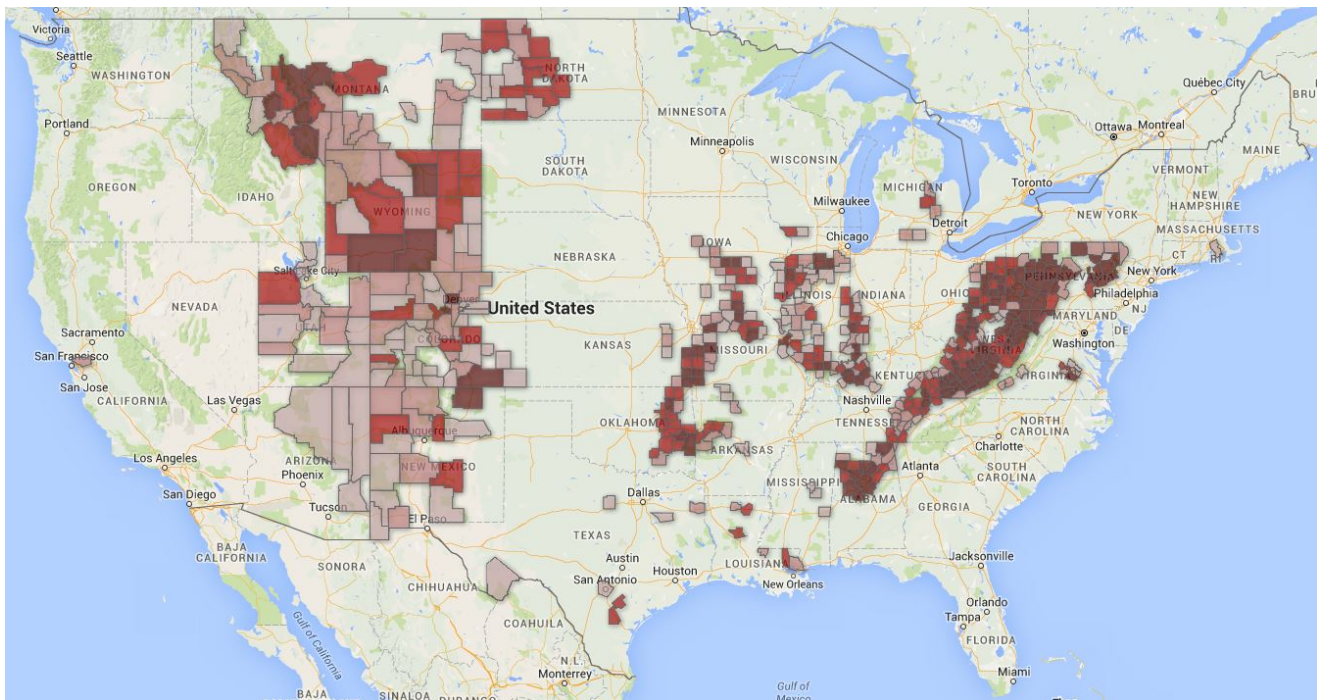 Victoria
Seattle
WASHINGTON
Portland
OREGON
IDAHO
MONTANA
NORTH
DAKOTA
SOUTH
DAKOTA
MINNESOTA
Minneapolis
WISCONSIN
Milwaukee
MICHIGAN
Detroit
Toronto
Ottawa
Montreal
Québec City
MAINE
VERMONT
NEW
HAMPSHIRE
MASSACHUSETTS
CT
RI
NEW YORK
New York
PENNSYLVANIA
Philadelphia
NJ
MARYLAND
DE
Washington
WEST
VIRGINIA
VIRGINIA
OHIO
INDIANA
ILLINOIS
Chicago
IOWA
NEBRASKA
WYOMING
Salt Lake City
UTAH
NEVADA
Sacramento
San Francisco
San Jose
CALIFORNIA
Las Vegas
Los Angeles
San Diego
ARIZONA
Phoenix
Tucson
Denver
COLORADO
United States
KANSAS
MISSOURI
KENTUCKY
Nashville
TENNESSEE
NORTH
CAROLINA
Charlotte
SOUTH
CAROLINA
Atlanta
GEORGIA
ALABAMA
MISSISSIPPI
ARKANSAS
OKLAHOMA
Albuquerque
NEW MEXICO
El Paso
Dallas
TEXAS
Austin
San Antonio
Houston
LOUISIANA
New Orleans
Jacksonville
Orlando
Tampa
FLORIDA
Miami
BAJA
CALIFORNIA
SONORA
CHIHUAHUA
COAHUILA
N.L.
Monterrey
Gulf of California
BAJA
SINALOA
DURANGO
Gulf of
Mexico